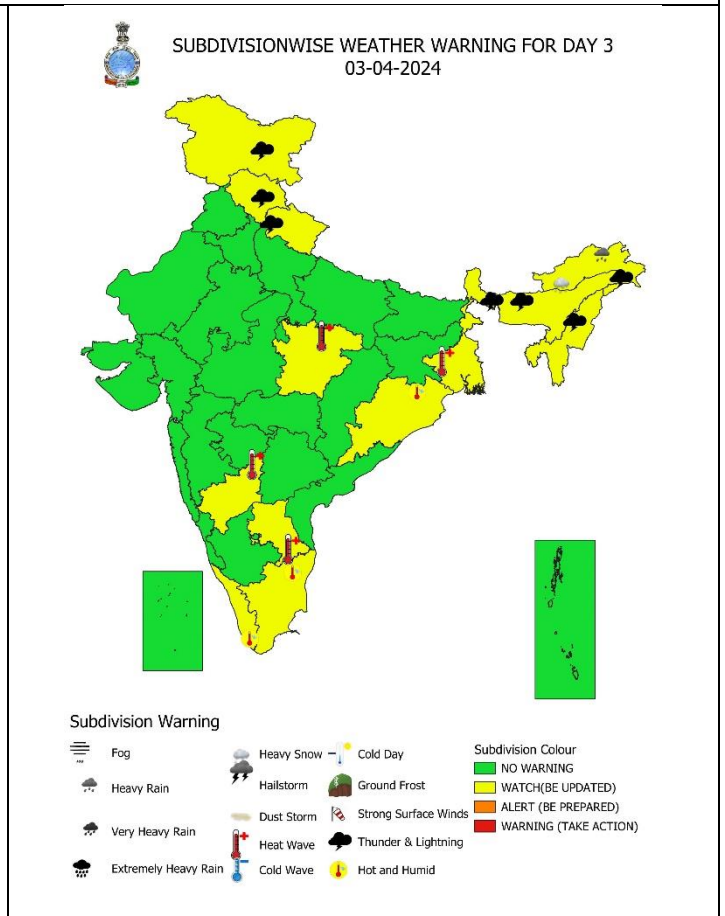 SUBDIVISIONWISE WEATHER WARNING FOR DAY 3
03-04-2024
Subdivision Warning
Fog
Heavy Rain
Very Heavy Rain
Extremely Heavy Rain
Heavy Snow
Hailstorm
Dust Storm
Heat Wave
Cold Wave
Cold Day
Ground Frost
Strong Surface Winds
Thunder & Lightning
Hot and Humid
Subdivision Colour
NO WARNING
WATCH(BE UPDATED)
ALERT (BE PREPARED)
WARNING (TAKE ACTION)